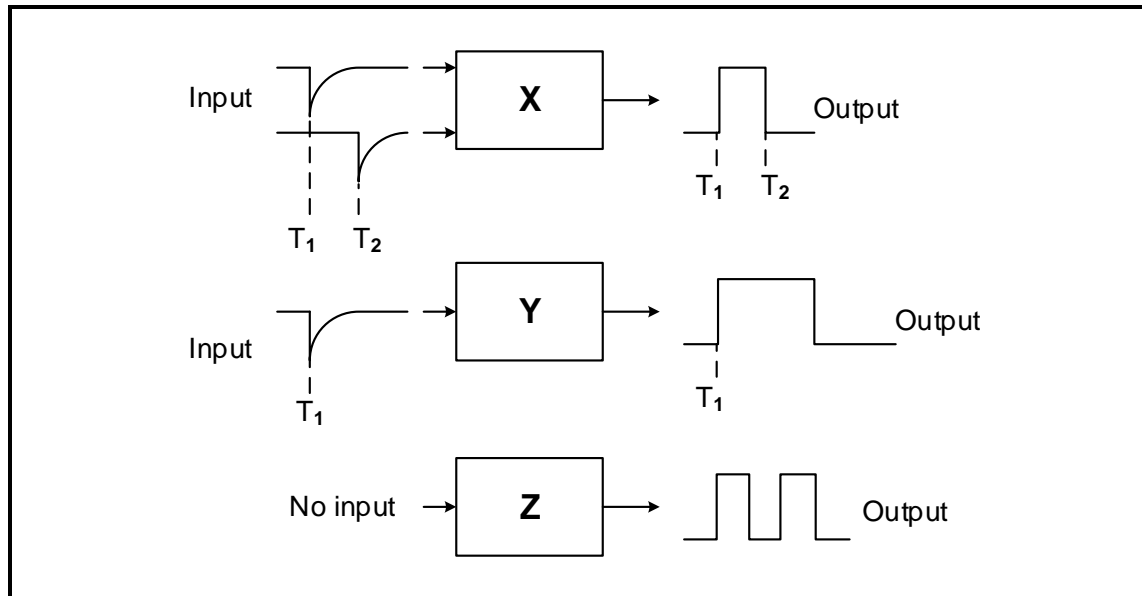 Input
X
Output
T₁
T₂
T₁
T₂
Input
Y
Output
T₁
T₁
No input
Z
Output